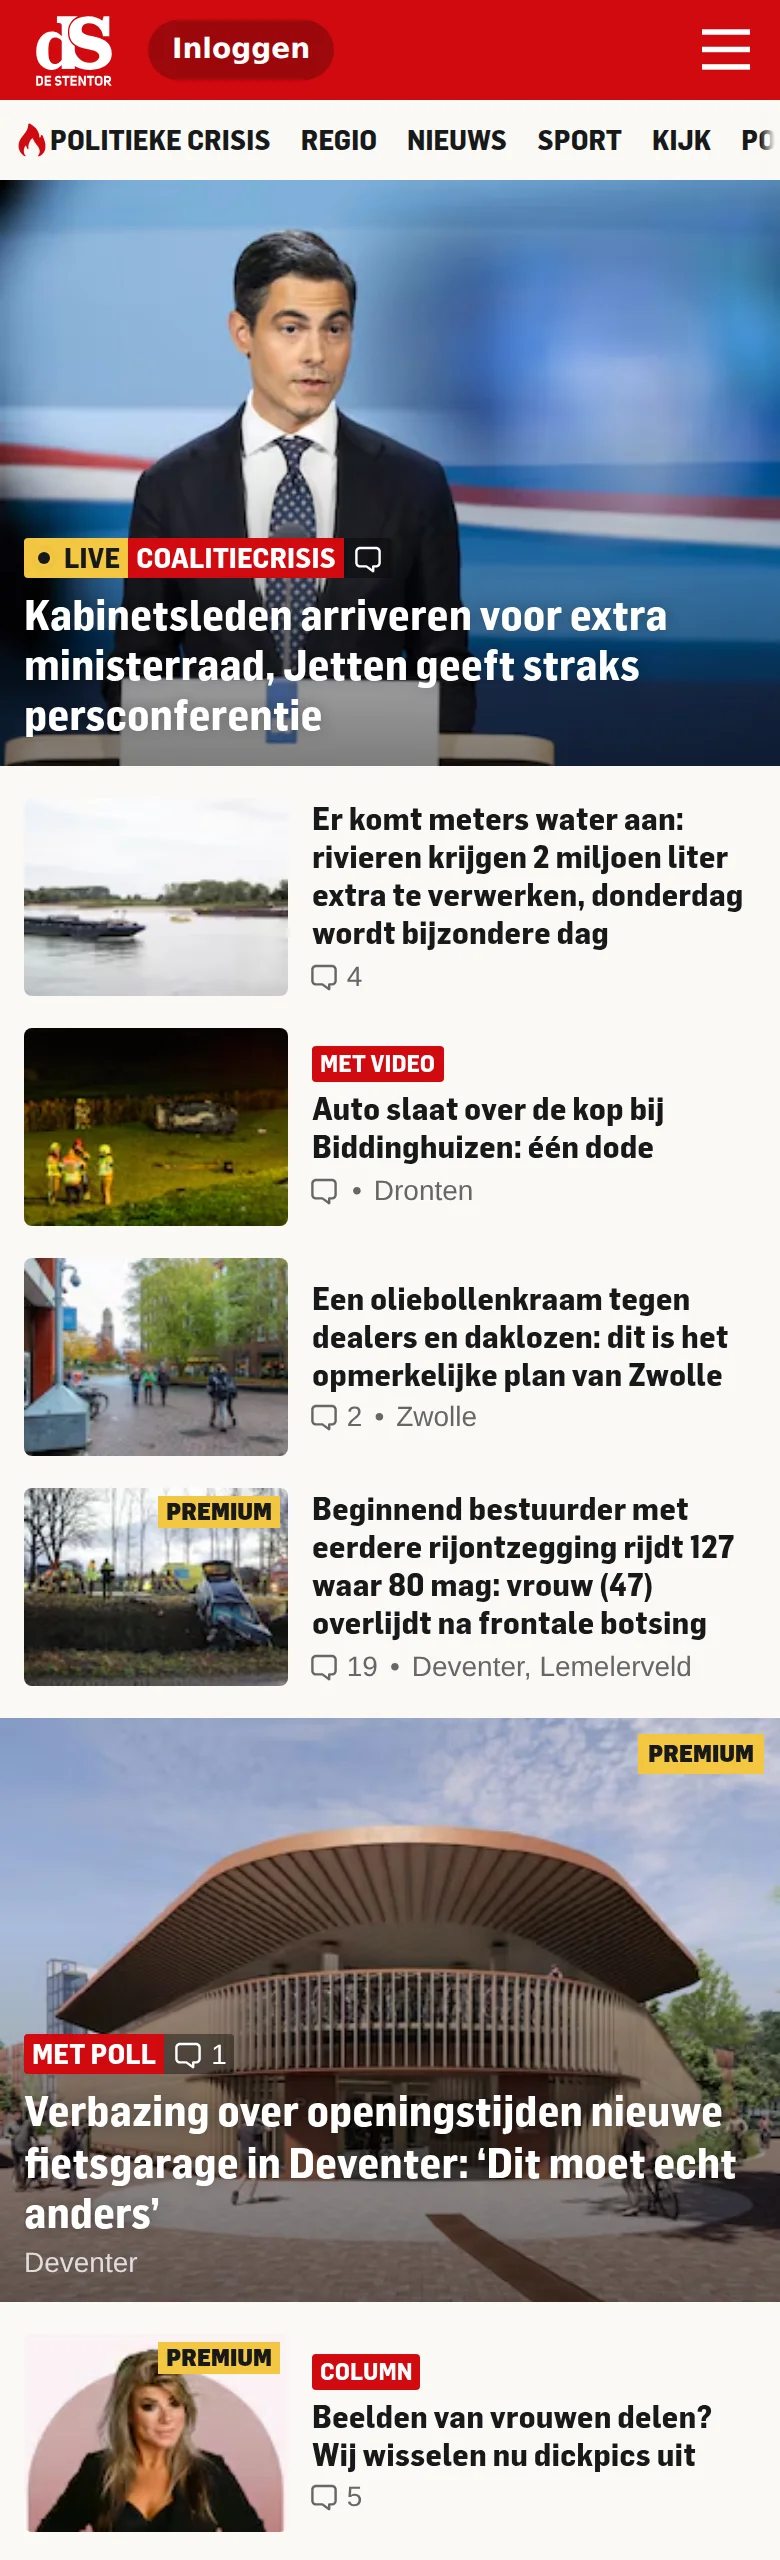 dS
DE STENTOR
Inloggen
POLITIEKE CRISIS REGIO NIEUWS SPORT KIJK PO
LIVE COALITIECRISIS
Kabinetsleden arriveren voor extra
ministerraad, Jetten geeft straks
persconferentie
Er komt meters water aan:
rivieren krijgen 2 miljoen liter
extra te verwerken, donderdag
wordt bijzondere dag
4
MET VIDEO
Auto slaat over de kop bij
Biddinghuizen: één dode
• Dronten
Een oliebollenkraam tegen
dealers en daklozen: dit is het
opmerkelijke plan van Zwolle
2 • Zwolle
PREMIUM
Beginnend bestuurder met
eerdere rijontzegging rijdt 127
waar 80 mag: vrouw (47)
overlijdt na frontale botsing
19 • Deventer, Lemelerveld
PREMIUM
MET POLL 1
Verbazing over openingstijden nieuwe
fietsgarage in Deventer: ‘Dit moet echt
anders’
Deventer
PREMIUM
COLUMN
Beelden van vrouwen delen?
Wij wisselen nu dickpics uit
5